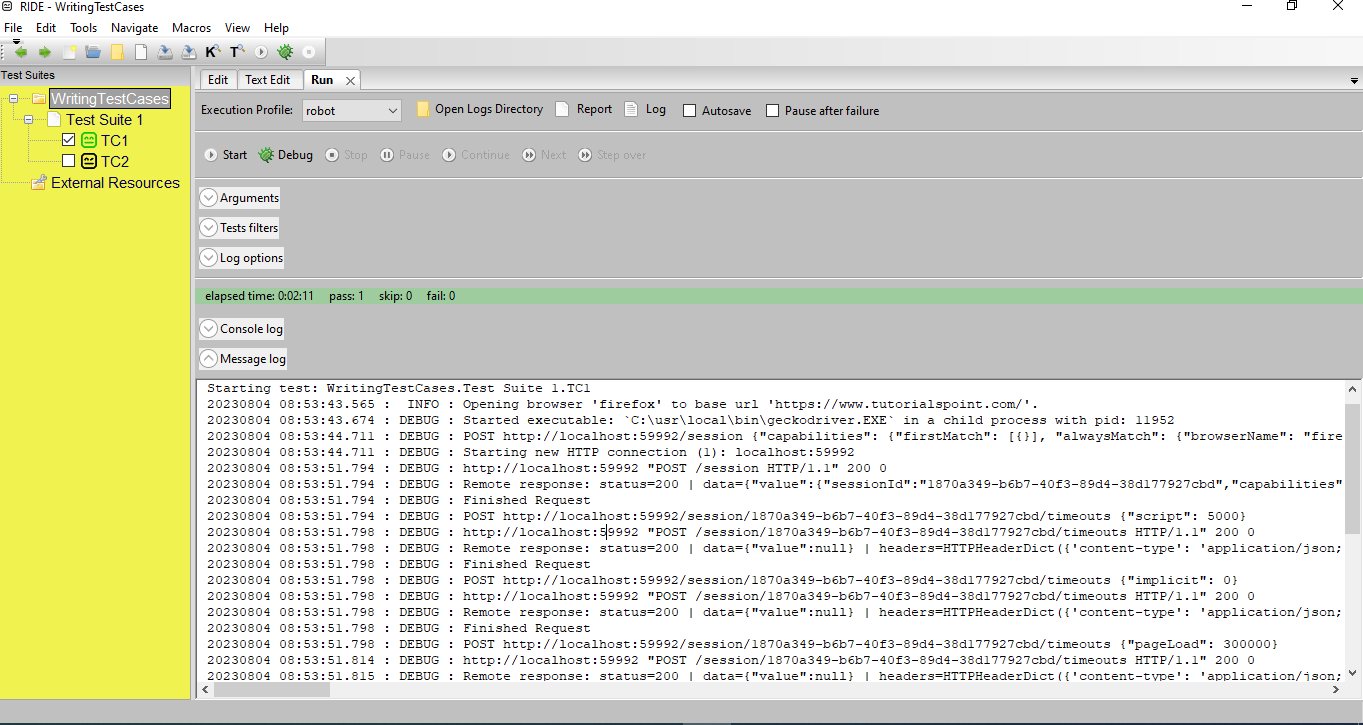 RIDE - WritingTestCases
File Edit Tools Navigate Macros View Help
K T
Test Suites
WritingTestCases
Test Suite 1
TC1
TC2
External Resources
Edit Text Edit Run
Execution Profile: robot Open Logs Directory Report Log Autosave Pause after failure
Start Debug Stop Pause Continue Next Step over
Arguments
Tests filters
Log options
elapsed time: 0:02:11 pass: 1 skip: 0 fail: 0
Console log
Message log
Starting test: WritingTestCases.Test Suite 1.TC1
20230804 08:53:43.565 : INFO : Opening browser 'firefox' to base url 'https://www.tutorialspoint.com/'.
20230804 08:53:43.674 : DEBUG : Started executable: `C:\usr\local\bin\geckodriver.EXE` in a child process with pid: 11952
20230804 08:53:44.711 : DEBUG : POST http://localhost:59992/session {"capabilities": {"firstMatch": [{}], "alwaysMatch": {"browserName": "fire
20230804 08:53:44.711 : DEBUG : Starting new HTTP connection (1): localhost:59992
20230804 08:53:51.794 : DEBUG : http://localhost:59992 "POST /session HTTP/1.1" 200 0
20230804 08:53:51.794 : DEBUG : Remote response: status=200 | data={"value":{"sessionId":"1870a349-b6b7-40f3-89d4-38d177927cbd","capabilities"
20230804 08:53:51.794 : DEBUG : Finished Request
20230804 08:53:51.794 : DEBUG : POST http://localhost:59992/session/1870a349-b6b7-40f3-89d4-38d177927cbd/timeouts {"script": 5000}
20230804 08:53:51.798 : DEBUG : http://localhost:59992 "POST /session/1870a349-b6b7-40f3-89d4-38d177927cbd/timeouts HTTP/1.1" 200 0
20230804 08:53:51.798 : DEBUG : Remote response: status=200 | data={"value":null} | headers=HTTPHeaderDict({'content-type': 'application/json;
20230804 08:53:51.798 : DEBUG : Finished Request
20230804 08:53:51.798 : DEBUG : POST http://localhost:59992/session/1870a349-b6b7-40f3-89d4-38d177927cbd/timeouts {"implicit": 0}
20230804 08:53:51.798 : DEBUG : http://localhost:59992 "POST /session/1870a349-b6b7-40f3-89d4-38d177927cbd/timeouts HTTP/1.1" 200 0
20230804 08:53:51.798 : DEBUG : Remote response: status=200 | data={"value":null} | headers=HTTPHeaderDict({'content-type': 'application/json;
20230804 08:53:51.798 : DEBUG : Finished Request
20230804 08:53:51.798 : DEBUG : POST http://localhost:59992/session/1870a349-b6b7-40f3-89d4-38d177927cbd/timeouts {"pageLoad": 300000}
20230804 08:53:51.814 : DEBUG : http://localhost:59992 "POST /session/1870a349-b6b7-40f3-89d4-38d177927cbd/timeouts HTTP/1.1" 200 0
20230804 08:53:51.815 : DEBUG : Remote response: status=200 | data={"value":null} | headers=HTTPHeaderDict({'content-type': 'application/json;